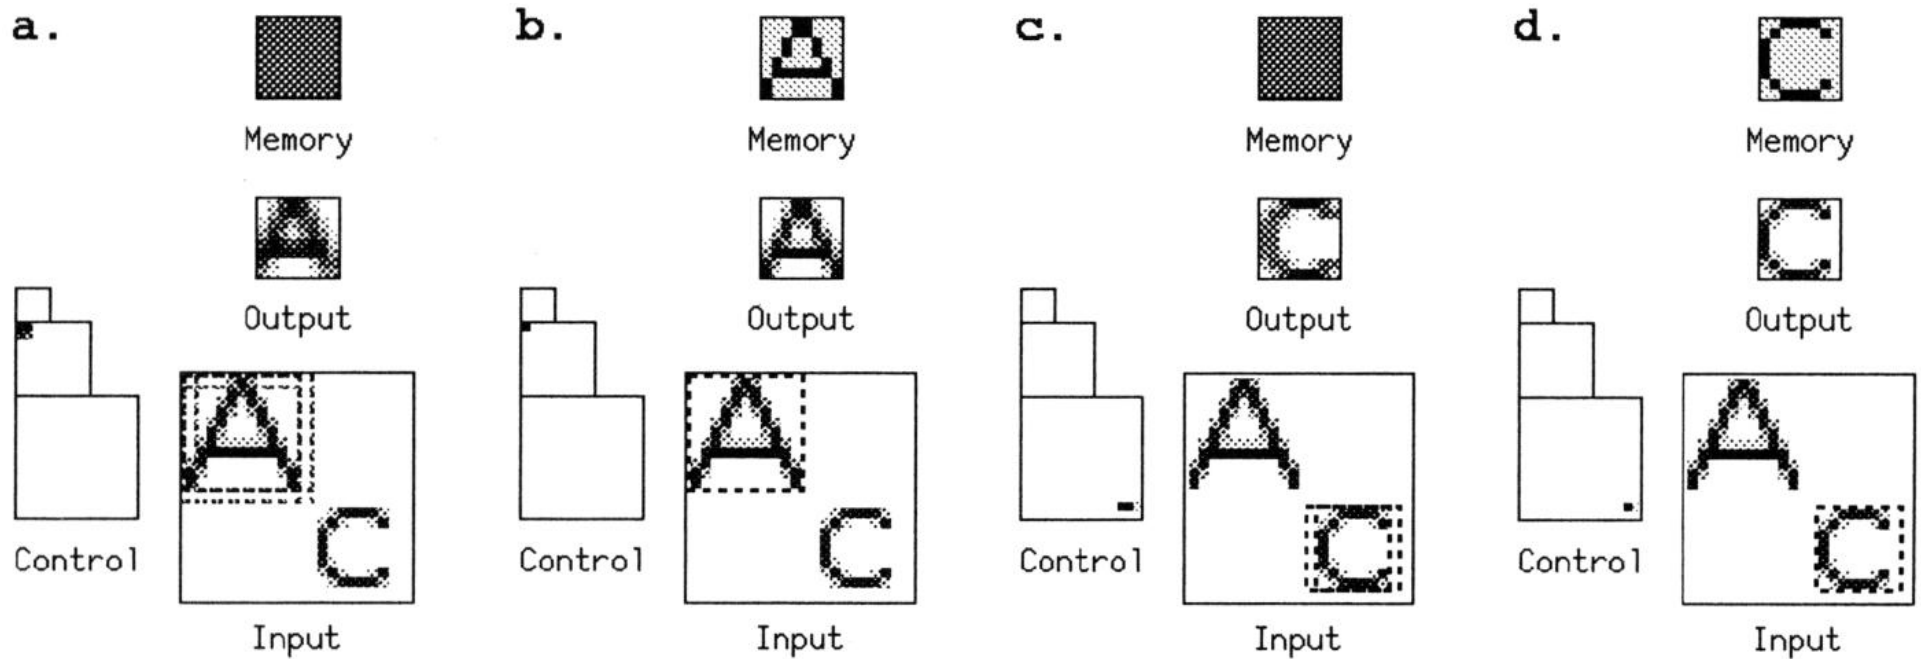 a.
Memory
Output
Control
Input
b.
Memory
Output
Control
Input
c.
Memory
Output
Control
Input
d.
Memory
Output
Control
Input